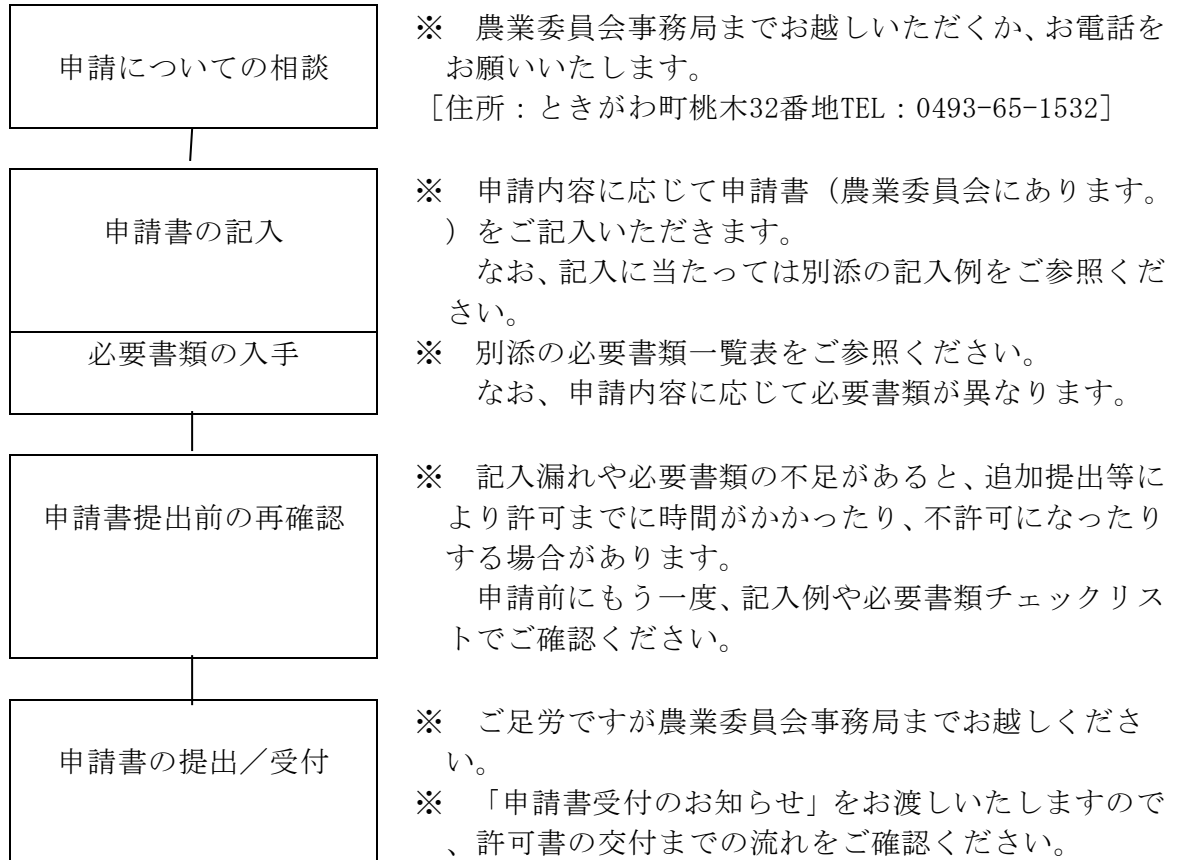 申請についての相談
※　農業委員会事務局までお越しいただくか、お電話を
お願いいたします。
［住所：ときがわ町桃木32番地TEL：0493-65-1532］
申請書の記入
※　申請内容に応じて申請書（農業委員会にあります。
）をご記入いただきます。
なお、記入に当たっては別添の記入例をご参照くだ
さい。
必要書類の入手
※　別添の必要書類一覧表をご参照ください。
なお、申請内容に応じて必要書類が異なります。
申請書提出前の再確認
※　記入漏れや必要書類の不足があると、追加提出等に
より許可までに時間がかかったり、不許可になったり
する場合があります。
申請前にもう一度、記入例や必要書類チェックリス
トでご確認ください。
申請書の提出／受付
※　ご足労ですが農業委員会事務局までお越しくださ
い。
※　「申請書受付のお知らせ」をお渡しいたしますので
、許可書の交付までの流れをご確認ください。